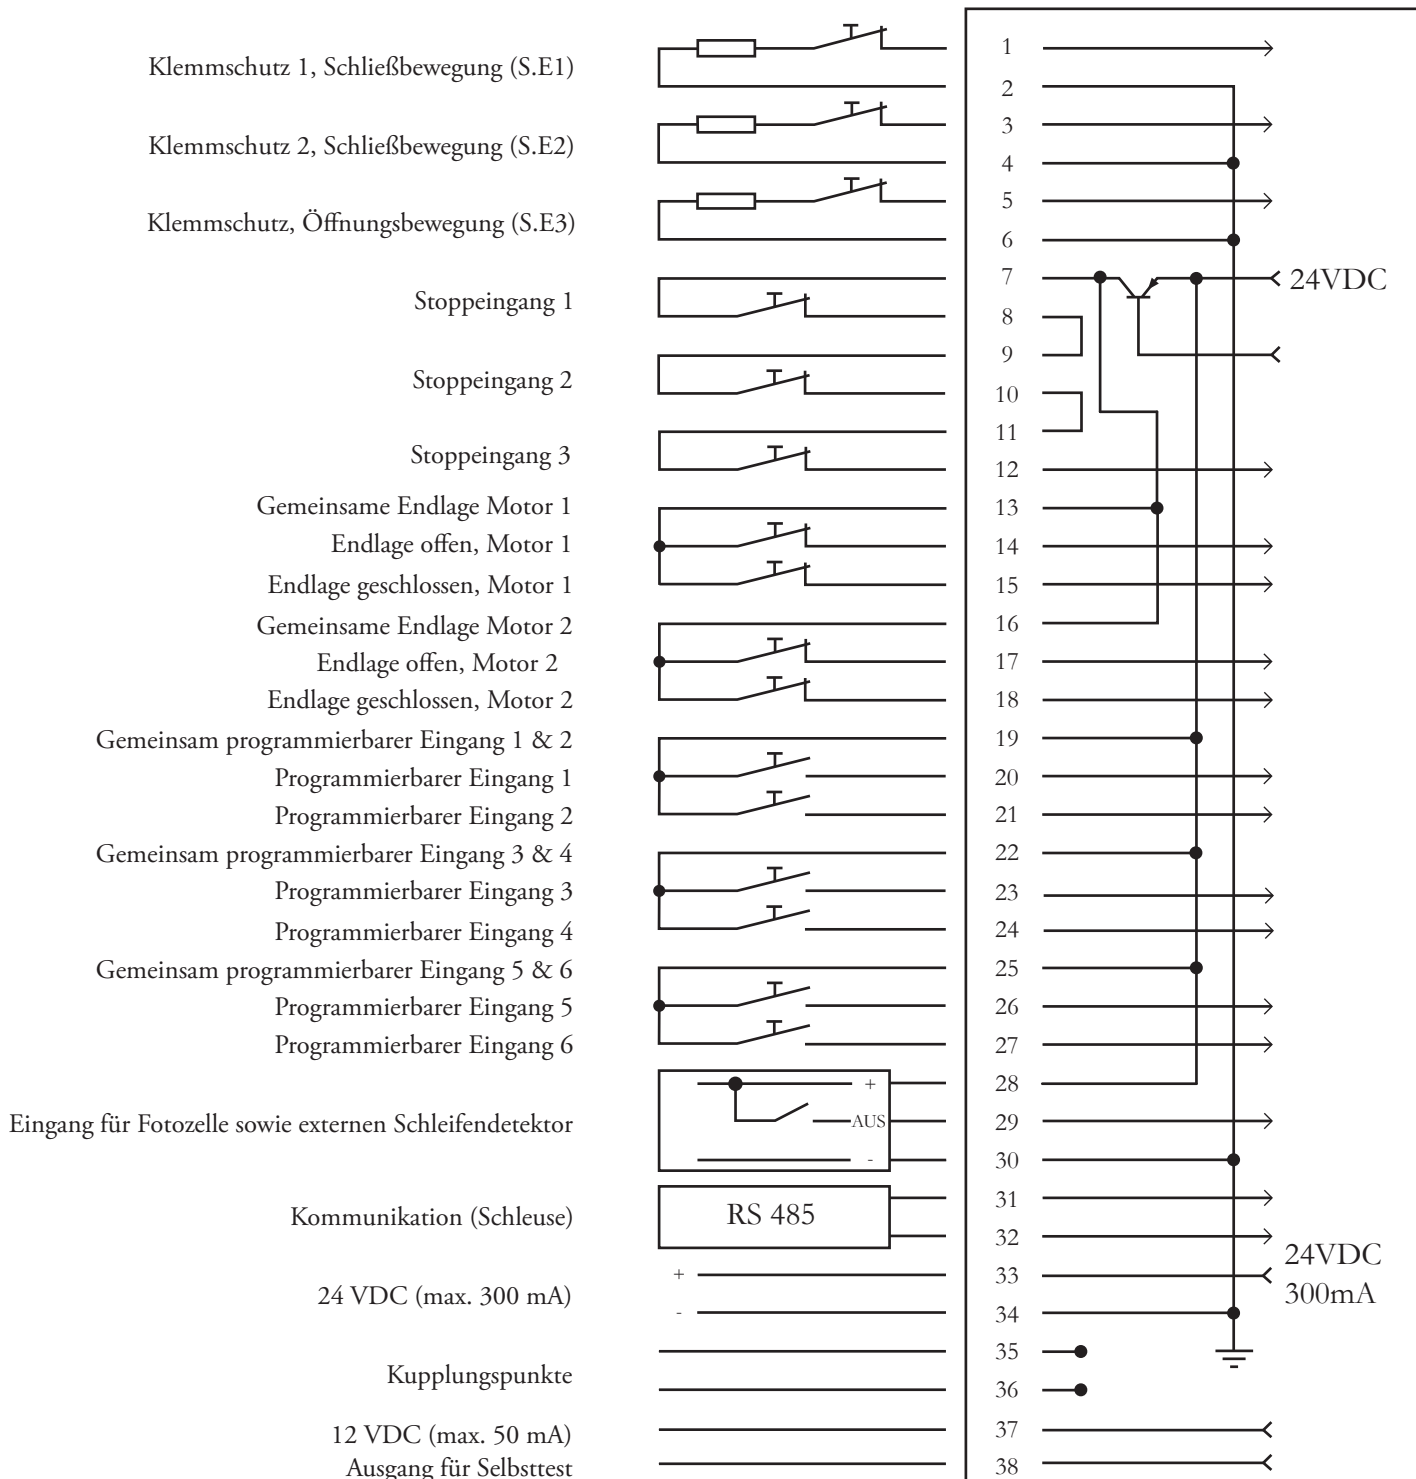 Klemmschutz 1, Schließbewegung (S.E1)
1
2
Klemmschutz 2, Schließbewegung (S.E2)
3
4
Klemmschutz, Öffnungsbewegung (S.E3)
5
6
Stoppeingang 1
7
24VDC
8
Stoppeingang 2
9
10
Stoppeingang 3
11
12
Gemeinsame Endlage Motor 1
13
Endlage offen, Motor 1
14
Endlage geschlossen, Motor 1
15
Gemeinsame Endlage Motor 2
16
Endlage offen, Motor 2
17
Endlage geschlossen, Motor 2
18
Gemeinsam programmierbarer Eingang 1 & 2
19
Programmierbarer Eingang 1
20
Programmierbarer Eingang 2
21
Gemeinsam programmierbarer Eingang 3 & 4
22
Programmierbarer Eingang 3
23
Programmierbarer Eingang 4
24
Gemeinsam programmierbarer Eingang 5 & 6
25
Programmierbarer Eingang 5
26
Programmierbarer Eingang 6
27
Eingang für Fotozelle sowie externen Schleifendetektor
+
28
AUS
29
-
30
Kommunikation (Schleuse)
RS 485
31
32
24 VDC (max. 300 mA)
+
33
24VDC
300mA
-
34
Kupplungspunkte
35
36
12 VDC (max. 50 mA)
37
Ausgang für Selbsttest
38